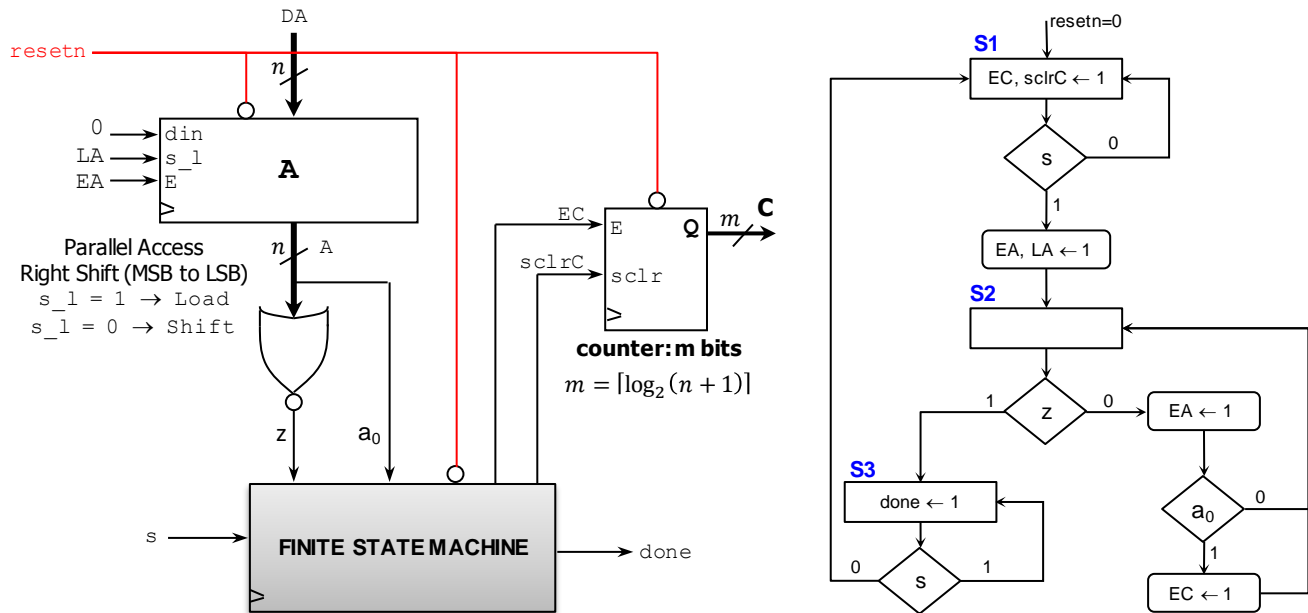 DA
resetn
n
0
din
LA
s_l
EA
E
A
n
A
Parallel Access
Right Shift (MSB to LSB)
s_l = 1 → Load
s_l = 0 → Shift
EC
E
Q
m
C
sclrC
sclr
counter: m bits
m = ⌈log₂(n + 1)⌉
z
a₀
s
FINITE STATE MACHINE
done
resetn=0
S1
EC, sclrC ← 1
s
0
1
EA, LA ← 1
S2
1
z
0
EA ← 1
S3
done ← 1
a₀
0
1
0
s
1
EC ← 1